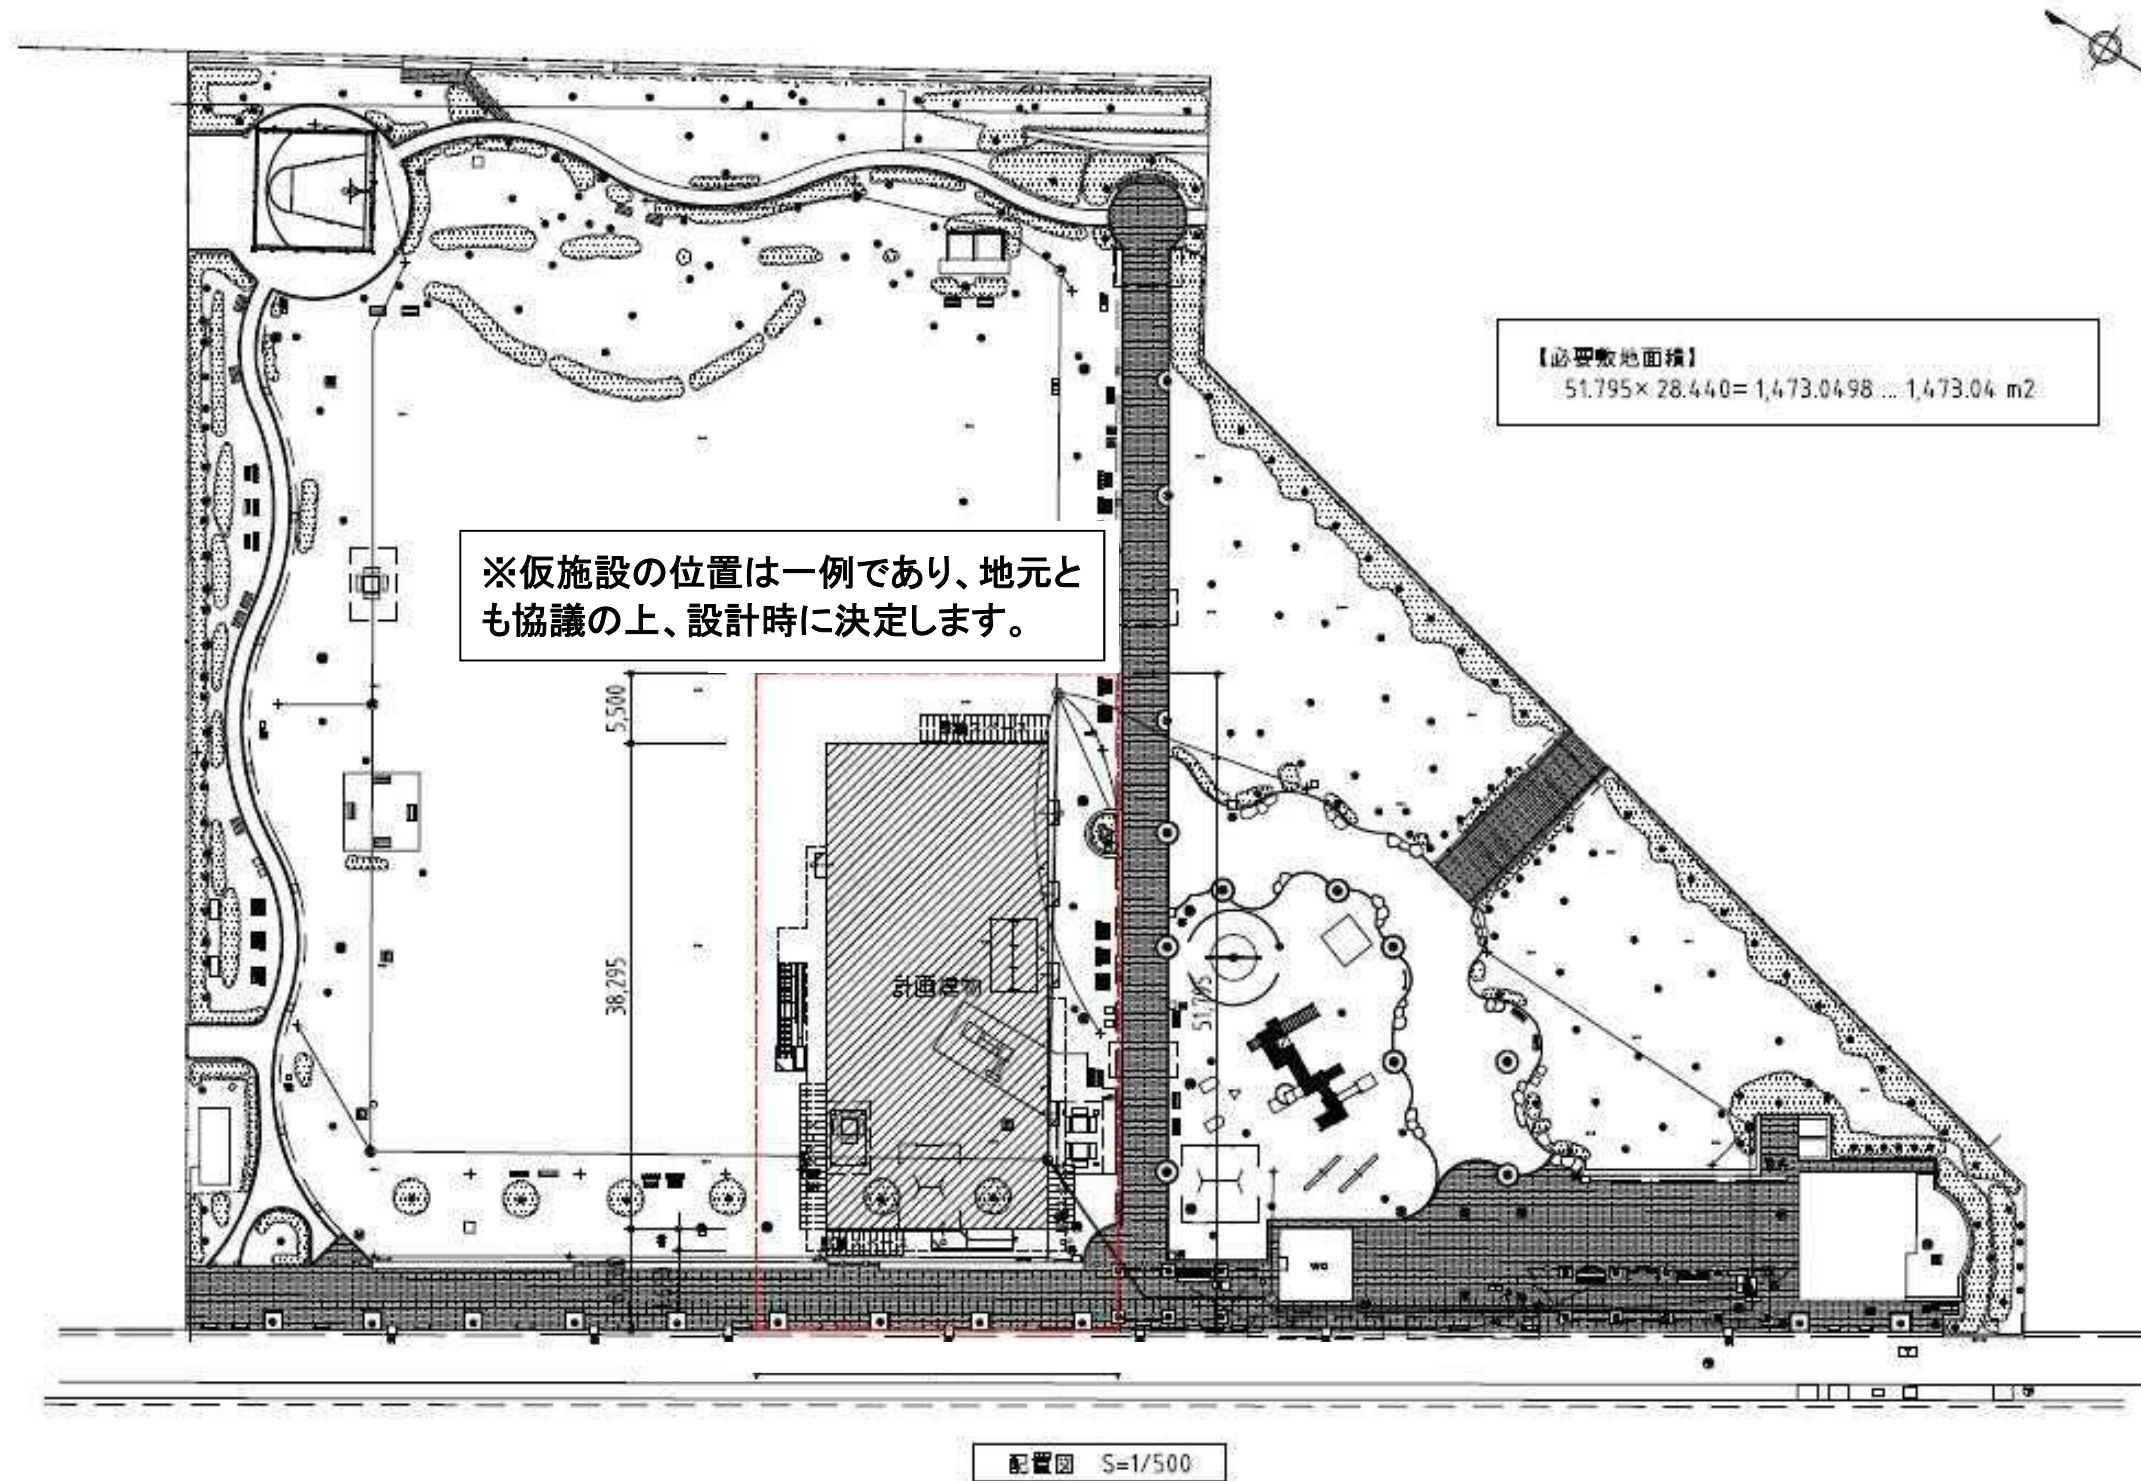 【必要敷地面積】
51.795×28.440=1,473.0498 ... 1,473.04 m2
※仮施設の位置は一例であり、地元と
も協議の上、設計時に決定します。
5,500
38,295
計画建物
51,795
WC
配置図 S=1/500